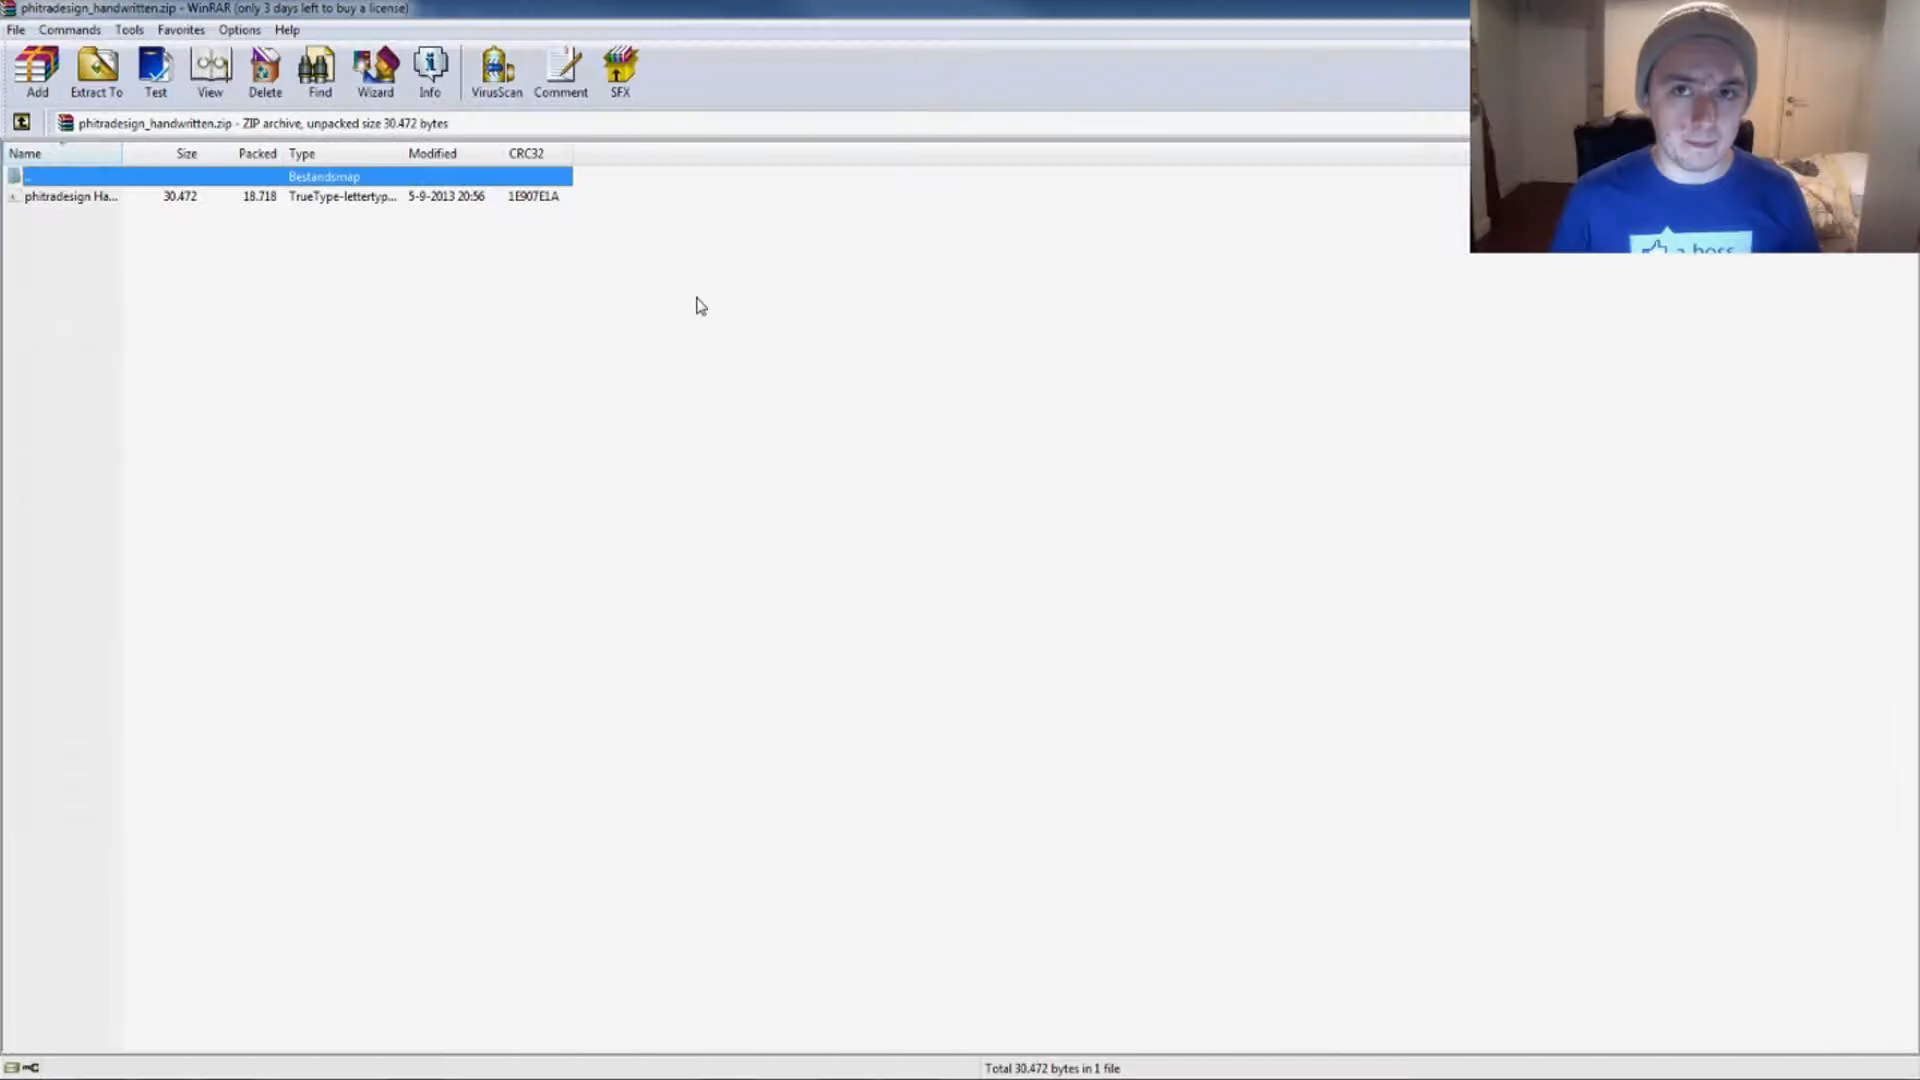 phitradesign_handwritten.zip - WinRAR (only 3 days left to buy a license)
File Commands Tools Favorites Options Help
Add Extract To Test View Delete Find Wizard Info VirusScan Comment SFX
phitradesign_handwritten.zip - ZIP archive, unpacked size 30.472 bytes
Name Size Packed Type Modified CRC32
.. Bestandsmap
phitradesign Ha... 30.472 18.718 TrueType-lettertyp... 5-9-2013 20:56 1E907E1A
a boss
Total 30.472 bytes in 1 file